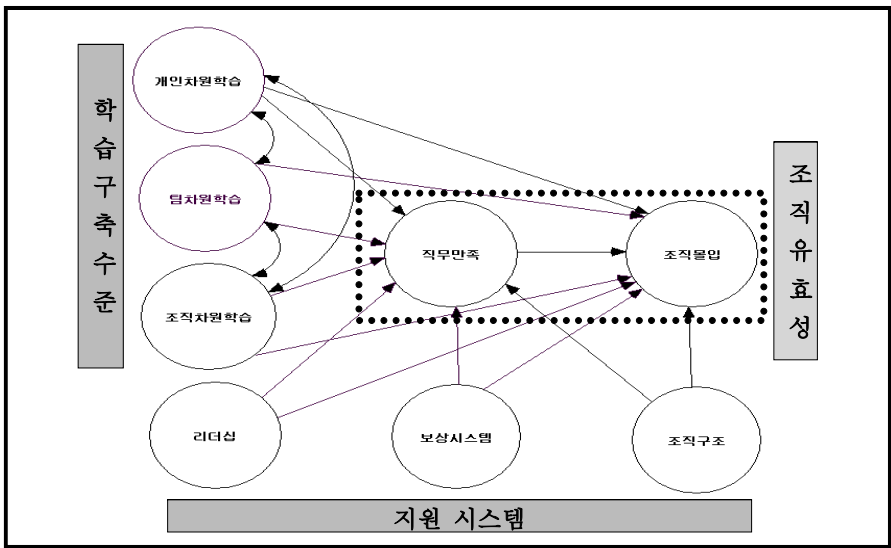 학습구축수준
개인차원학습
팀차원학습
조직차원학습
직무만족
조직몰입
조직유효성
리더십
보상시스템
조직구조
지원 시스템